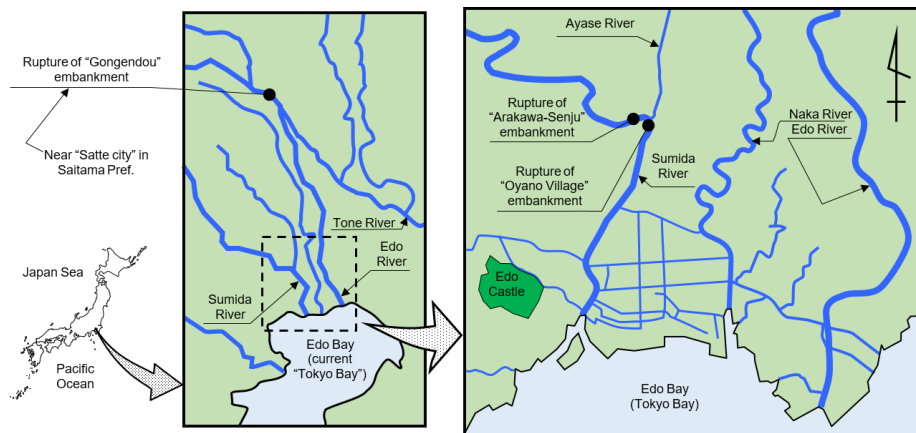 Rupture of “Gongendou”
embankment
Near “Satte city” in
Saitama Pref.
Japan Sea
Pacific
Ocean
Tone River
Edo
River
Sumida
River
Edo Bay
(current
“Tokyo Bay”)
Ayase River
Rupture of
“Arakawa-Senju”
embankment
Naka River
Edo River
Sumida
River
Rupture of
“Oyano Village”
embankment
Edo
Castle
Edo Bay
(Tokyo Bay)